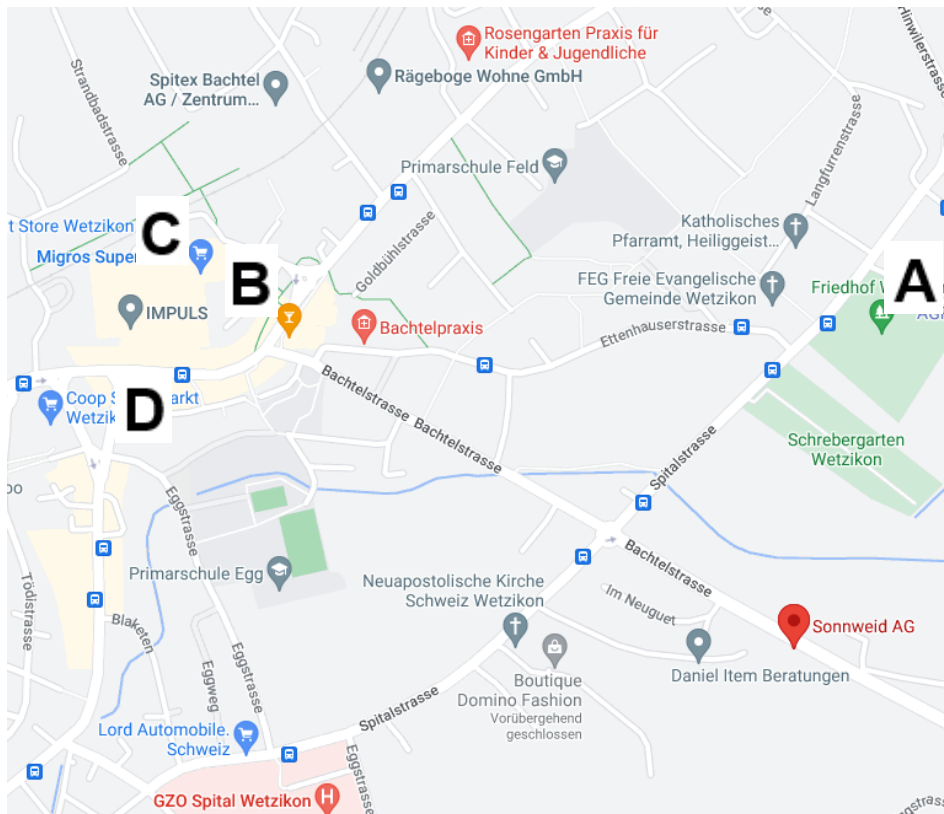 Rosengarten Praxis für
Kinder & Jugendliche
Hinwilerstrasse
Spitex Bachtel
AG / Zentrum...
Rägeboge Wohne GmbH
Strandbadstrasse
Primarschule Feld
Langfurrenstrasse
t Store Wetzikon
C
Migros Super
Goldbühlstrasse
Katholisches
Pfarramt, Heiliggeist...
B
FEG Freie Evangelische
Gemeinde Wetzikon
Friedhof
A
IMPULS
Bachtelpraxis
Ettenhauserstrasse
Coop
D
Bachtelstrasse
Bachtelstrasse
Spitalstrasse
Schrebergarten
Wetzikon
Eggstrasse
Primarschule Egg
Neuapostolische Kirche
Schweiz Wetzikon
Bachtelstrasse
Im Neuguet
Sonnweid AG
Tödistrasse
Blaketen
Eggweg
Eggstrasse
Boutique
Domino Fashion
Vorübergehend
geschlossen
Daniel Item Beratungen
Spitalstrasse
Lord Automobile.
Schweiz
Eggstrasse
GZO Spital Wetzikon
H